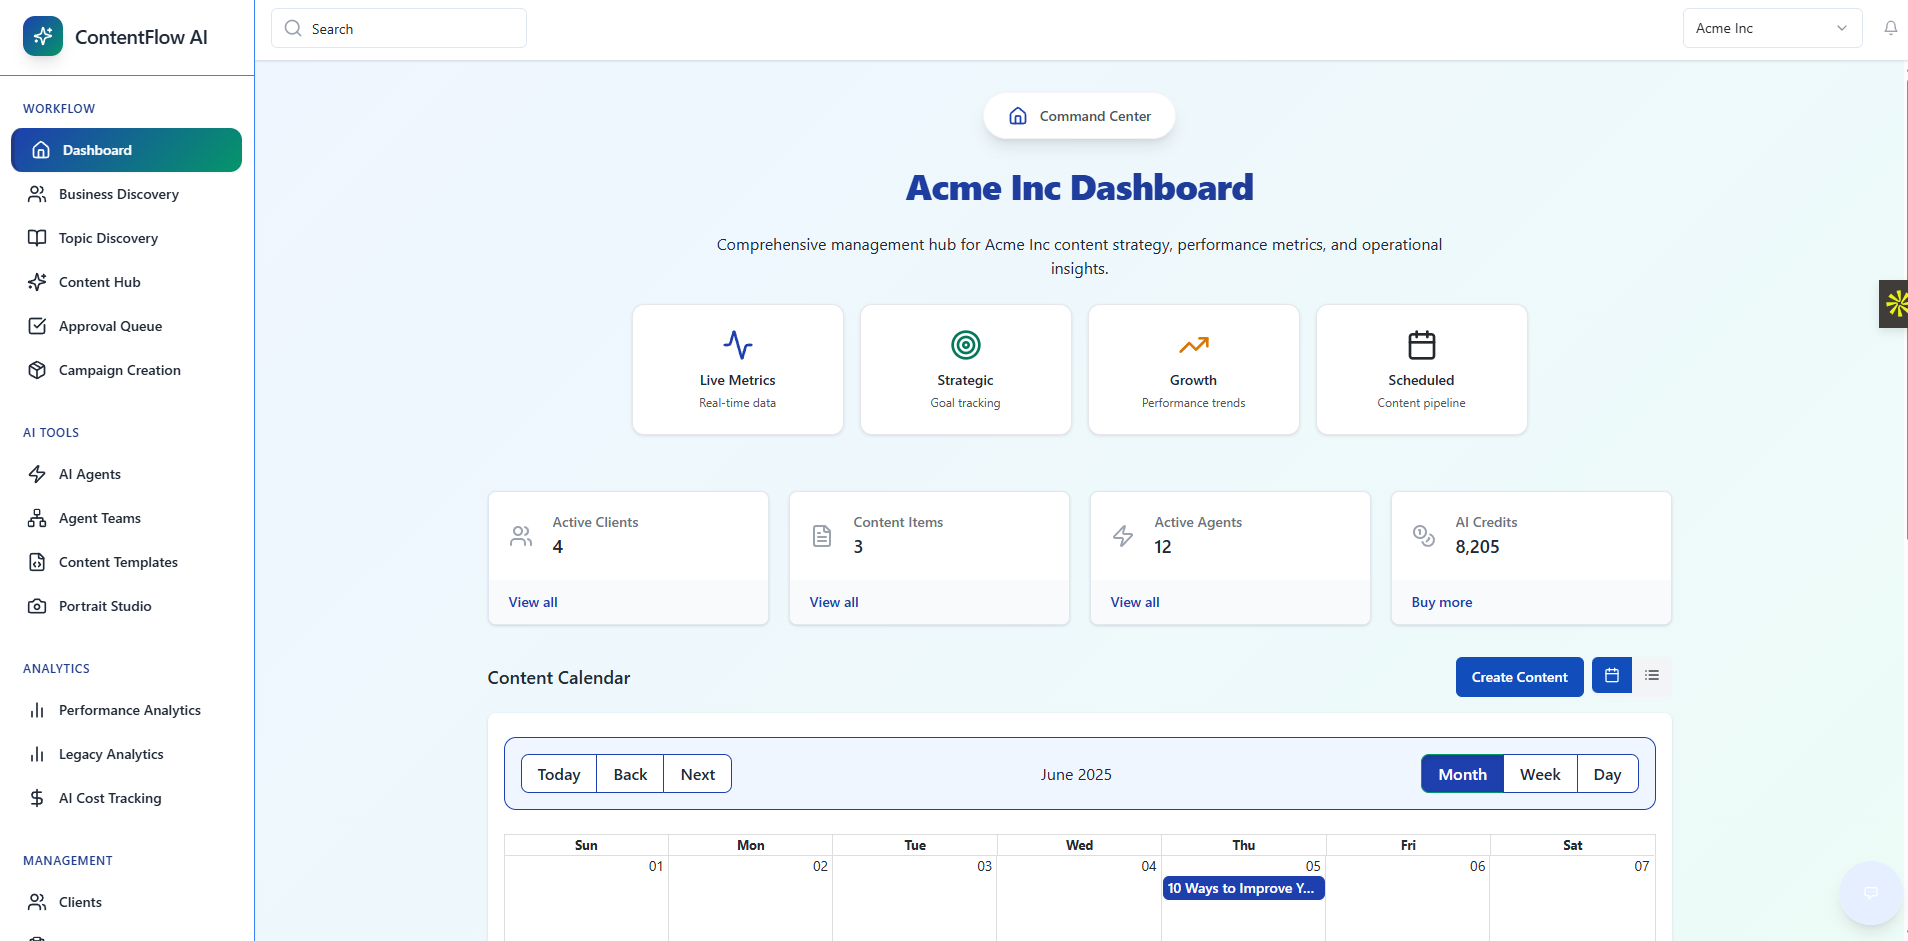 ContentFlow AI
Search
Acme Inc
WORKFLOW
Dashboard
Business Discovery
Topic Discovery
Content Hub
Approval Queue
Campaign Creation
AI TOOLS
AI Agents
Agent Teams
Content Templates
Portrait Studio
ANALYTICS
Performance Analytics
Legacy Analytics
AI Cost Tracking
MANAGEMENT
Clients
Command Center
Acme Inc Dashboard
Comprehensive management hub for Acme Inc content strategy, performance metrics, and operational
insights.
Live Metrics
Real-time data
Strategic
Goal tracking
Growth
Performance trends
Scheduled
Content pipeline
Active Clients
4
View all
Content Items
3
View all
Active Agents
12
View all
AI Credits
8,205
Buy more
Content Calendar
Create Content
Today Back Next
June 2025
Month Week Day
Sun Mon Tue Wed Thu Fri Sat
01 02 03 04 05 06 07
10 Ways to Improve Y...